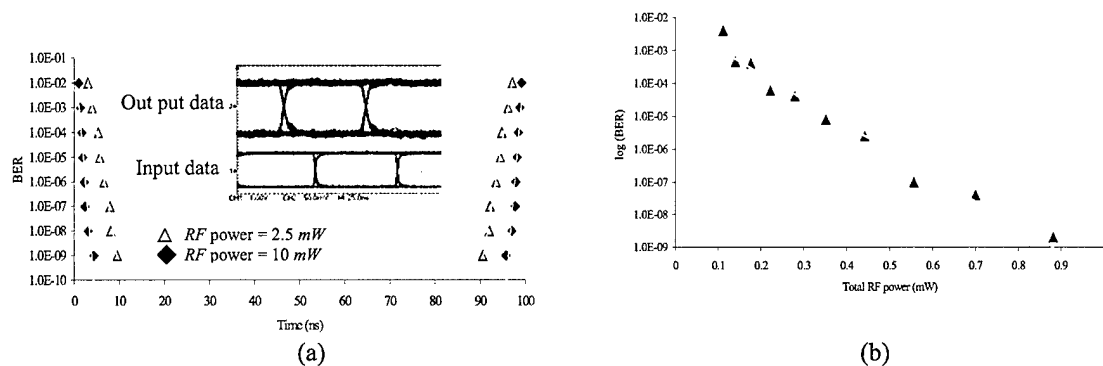 1.0E-01
1.0E-02
1.0E-03
1.0E-04
1.0E-05
1.0E-06
1.0E-07
1.0E-08
1.0E-09
1.0E-10
BER
Out put data
Input data
RF power = 2.5 mW
RF power = 10 mW
0 10 20 30 40 50 60 70 80 90 100
Time (ns)
(a)
1.0E-02
1.0E-03
1.0E-04
1.0E-05
1.0E-06
1.0E-07
1.0E-08
1.0E-09
log (BER)
0 0.1 0.2 0.3 0.4 0.5 0.6 0.7 0.8 0.9
Total RF power (mW)
(b)